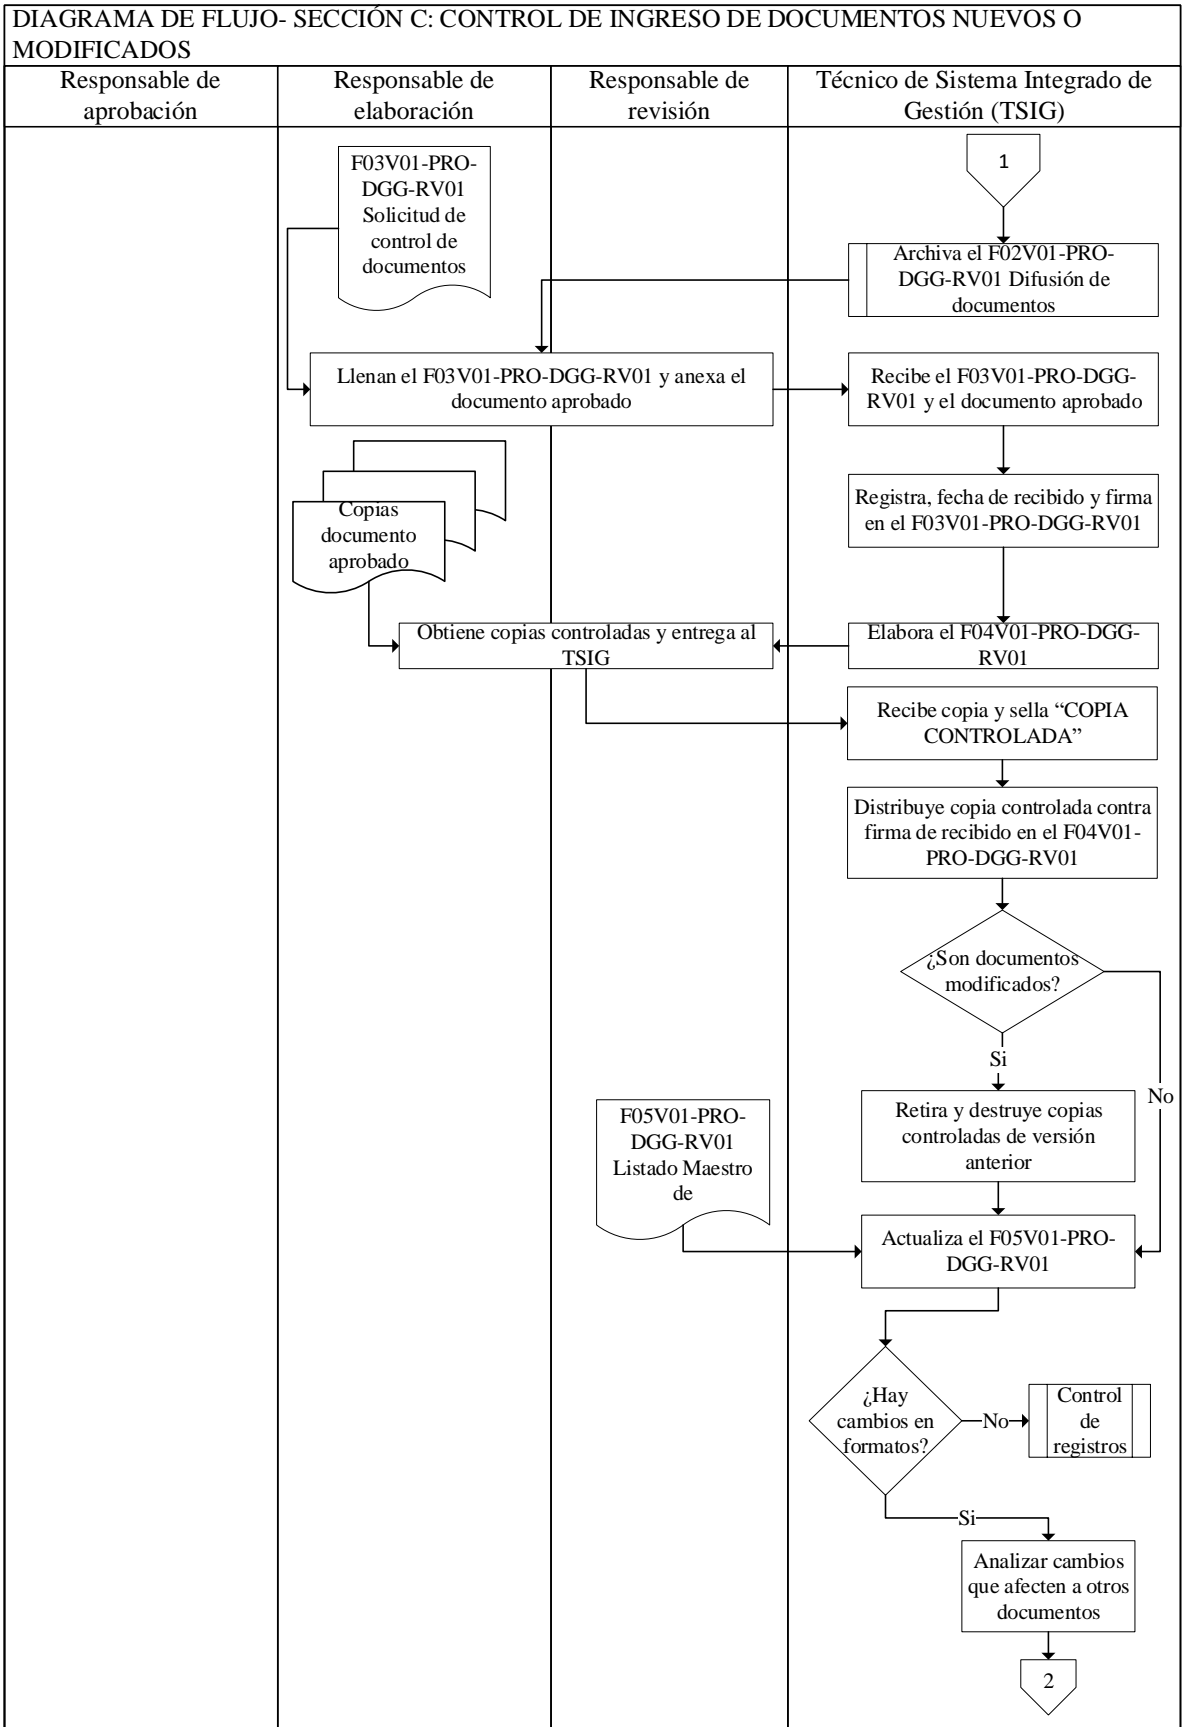 DIAGRAMA DE FLUJO- SECCIÓN C: CONTROL DE INGRESO DE DOCUMENTOS NUEVOS O
MODIFICADOS
Responsable de
aprobación
Responsable de
elaboración
Responsable de
revisión
Técnico de Sistema Integrado de
Gestión (TSIG)
1
F03V01-PRO-
DGG-RV01
Solicitud de
control de
documentos
Archiva el F02V01-PRO-
DGG-RV01 Difusión de
documentos
Llenan el F03V01-PRO-DGG-RV01 y anexa el
documento aprobado
Recibe el F03V01-PRO-DGG-
RV01 y el documento aprobado
Copias
documento
aprobado
Registra, fecha de recibido y firma
en el F03V01-PRO-DGG-RV01
Obtiene copias controladas y entrega al
TSIG
Elabora el F04V01-PRO-DGG-
RV01
Recibe copia y sella “COPIA
CONTROLADA”
Distribuye copia controlada contra
firma de recibido en el F04V01-
PRO-DGG-RV01
¿Son documentos
modificados?
Si
No
F05V01-PRO-
DGG-RV01
Listado Maestro
de
Retira y destruye copias
controladas de versión
anterior
Actualiza el F05V01-PRO-
DGG-RV01
¿Hay
cambios en
formatos?
No
Control
de
registros
Si
Analizar cambios
que afecten a otros
documentos
2